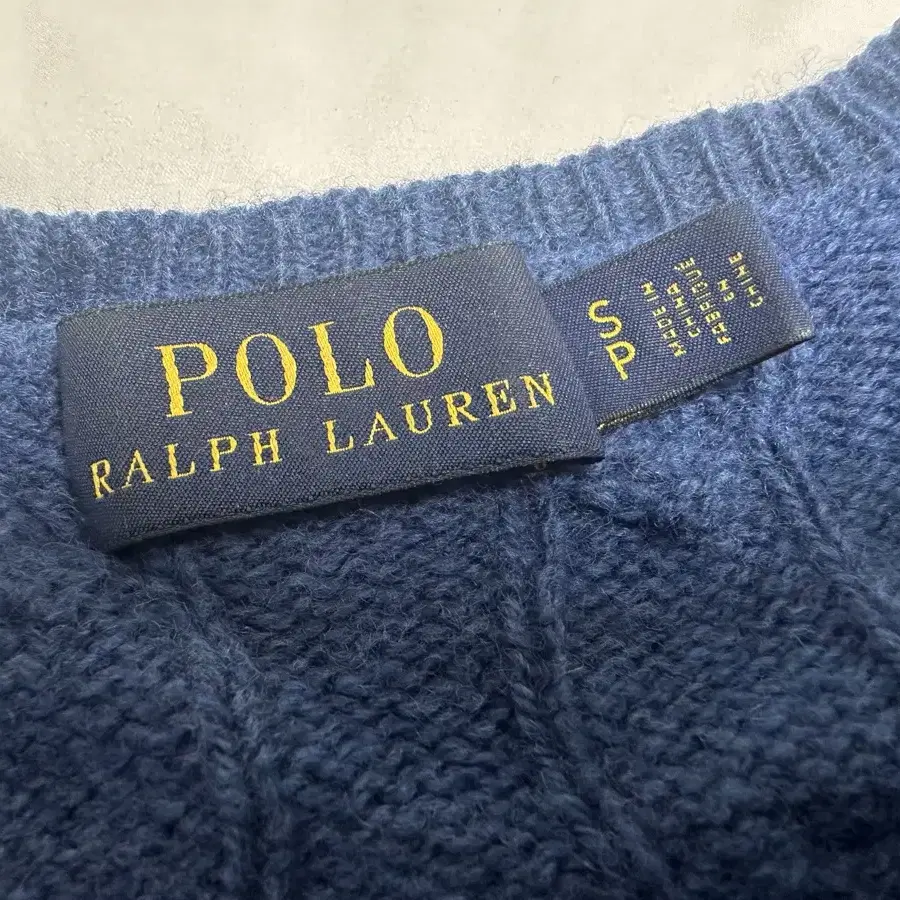 POLO
RALPH LAUREN
S
P
MADE IN
CHINA
FABRIQUÉ
EN
CHINE